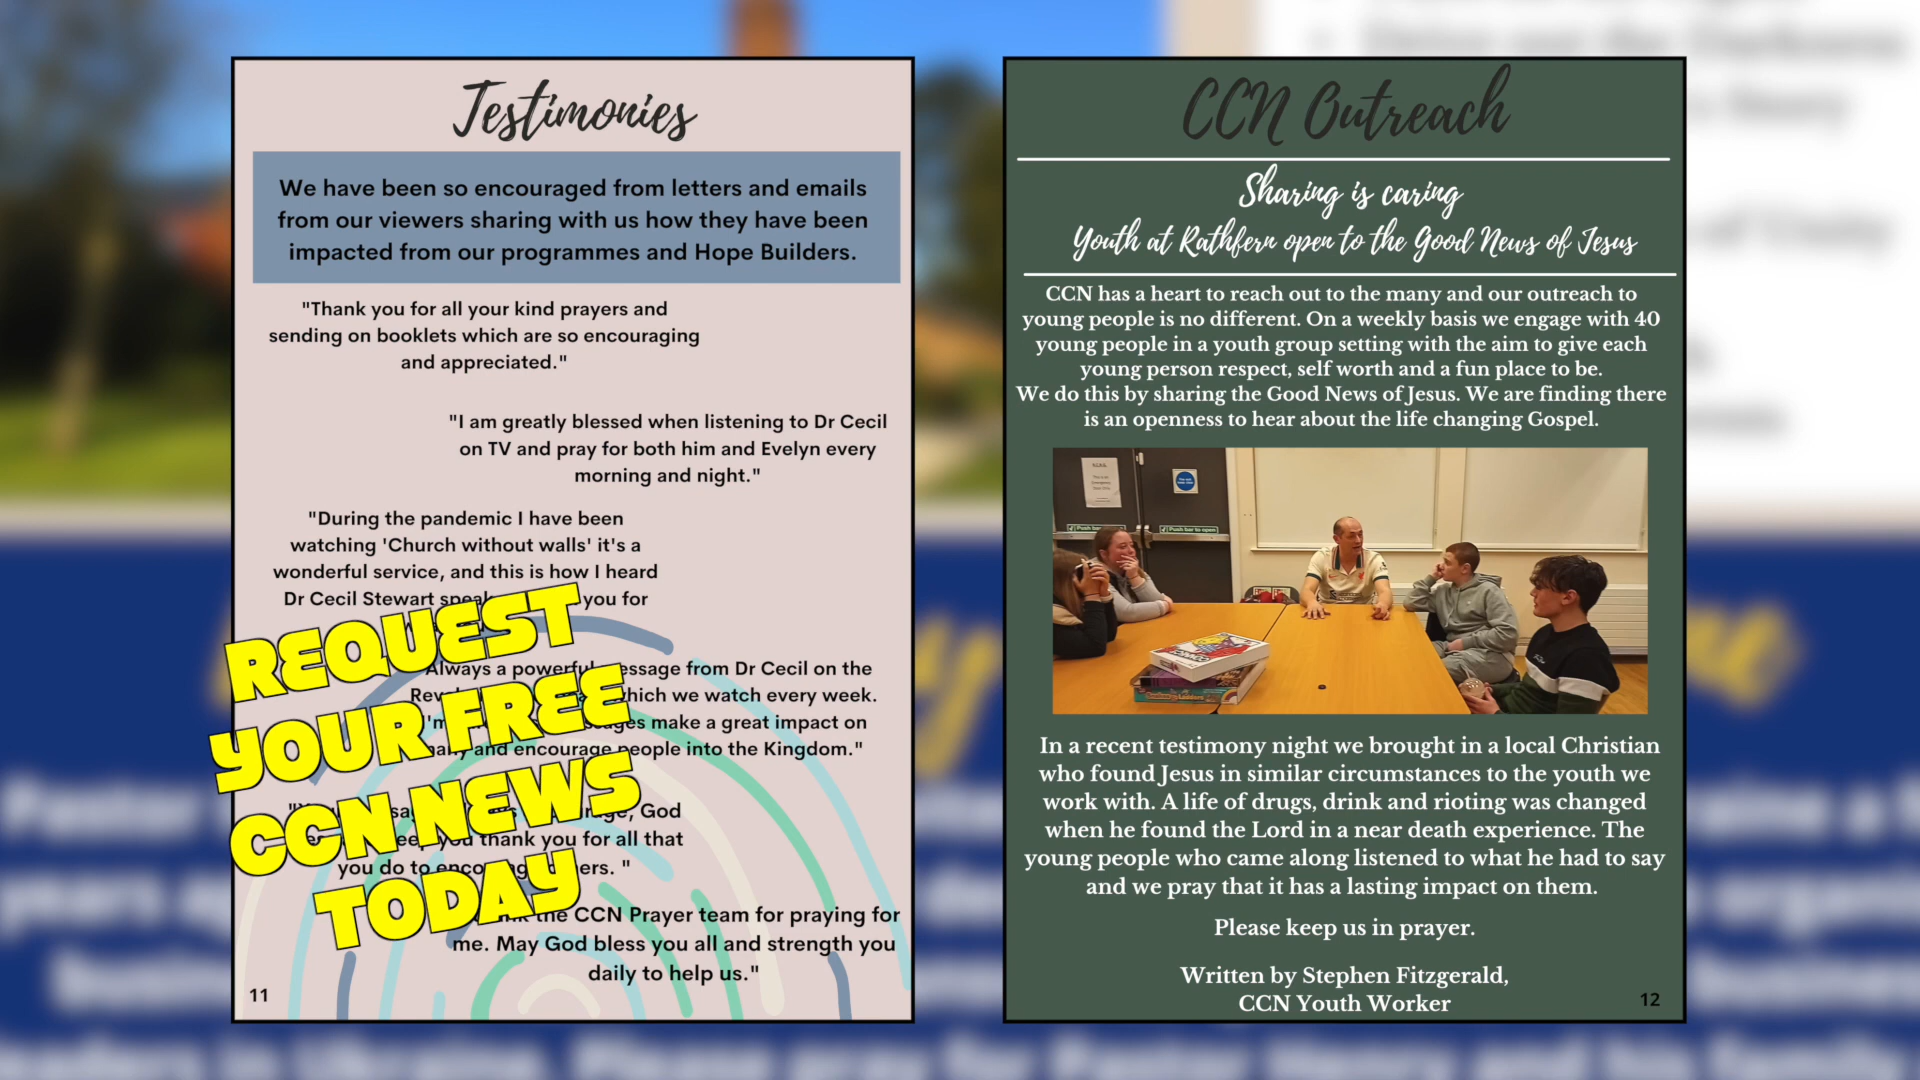 Testimonies
We have been so encouraged from letters and emails
from our viewers sharing with us how they have been
impacted from our programmes and Hope Builders.
"Thank you for all your kind prayers and
sending on booklets which are so encouraging
and appreciated."
"I am greatly blessed when listening to Dr Cecil
on TV and pray for both him and Evelyn every
morning and night."
"During the pandemic I have been
watching 'Church without walls' it's a
wonderful service, and this is how I heard
Dr Cecil Stewart you for
Always a powerful message from Dr Cecil on the
which we watch every week.
make a great impact on
and encourage people into the Kingdom."
God
thank you for all that
you do to
the CCN Prayer team for praying for
me. May God bless you all and strength you
daily to help us."
11
REQUEST
YOUR FREE
CCN NEWS
TODAY
CCN Outreach
Sharing is caring
Youth at Rathfern open to the Good News of Jesus
CCN has a heart to reach out to the many and our outreach to
young people is no different. On a weekly basis we engage with 40
young people in a youth group setting with the aim to give each
young person respect, self worth and a fun place to be.
We do this by sharing the Good News of Jesus. We are finding there
is an openness to hear about the life changing Gospel.
Push bar to open
In a recent testimony night we brought in a local Christian
who found Jesus in similar circumstances to the youth we
work with. A life of drugs, drink and rioting was changed
when he found the Lord in a near death experience. The
young people who came along listened to what he had to say
and we pray that it has a lasting impact on them.
Please keep us in prayer.
Written by Stephen Fitzgerald,
CCN Youth Worker
12